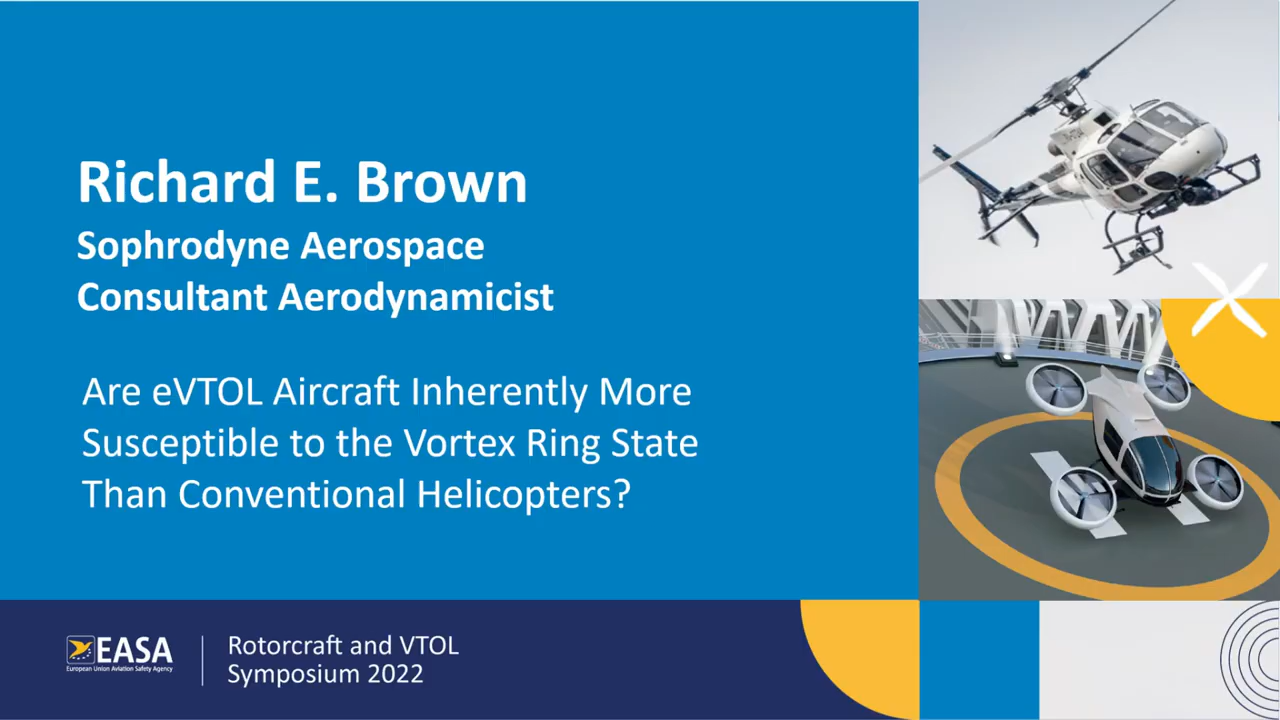 Richard E. Brown
Sophrodyne Aerospace
Consultant Aerodynamicist
Are eVTOL Aircraft Inherently More
Susceptible to the Vortex Ring State
Than Conventional Helicopters?
EASA
European Union Aviation Safety Agency
Rotorcraft and VTOL
Symposium 2022